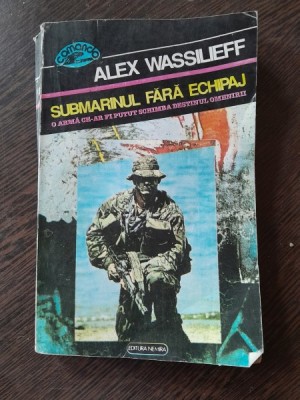 comando
ALEX WASSILIEFF
SUBMARINUL FĂRĂ ECHIPAJ
O ARMĂ CE-AR FI PUTUT SCHIMBA DESTINUL OMENIRII
EDITURA NEMIRA